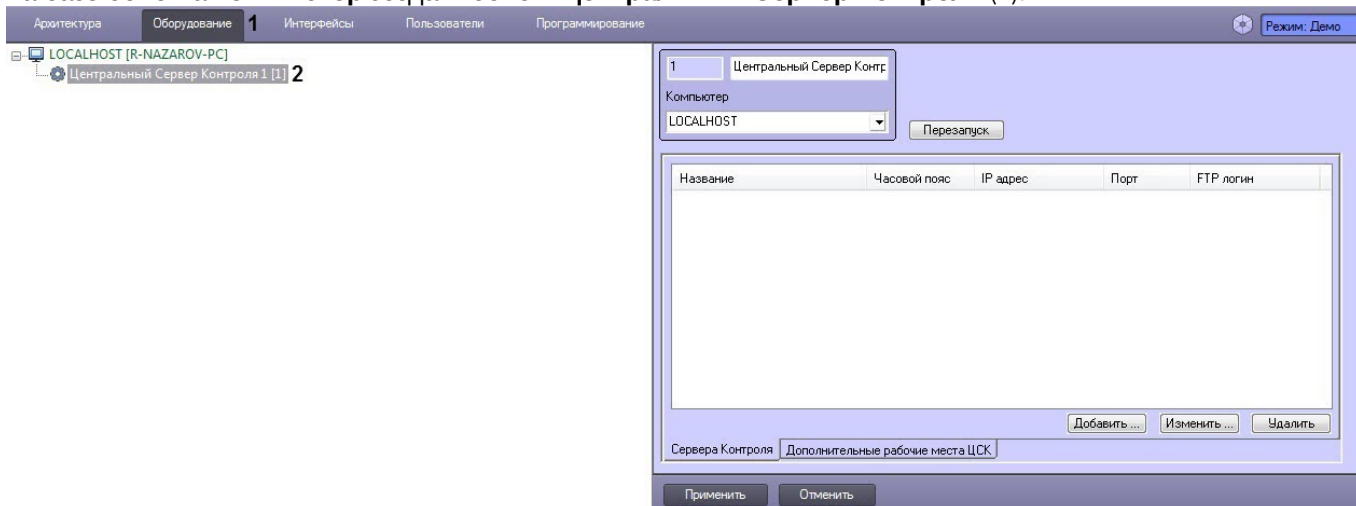 Архитектура Оборудование 1 Интерфейсы Пользователи Программирование Режим: Демо
LOCALHOST [R-NAZAROV-PC]
Центральный Сервер Контроля 1 [1] 2
1 Центральный Сервер Контр
Компьютер
LOCALHOST
Перезапуск
Название Часовой пояс IP адрес Порт FTP логин
Добавить ... Изменить ... Удалить
Сервера Контроля Дополнительные рабочие места ЦСК
Применить Отменить